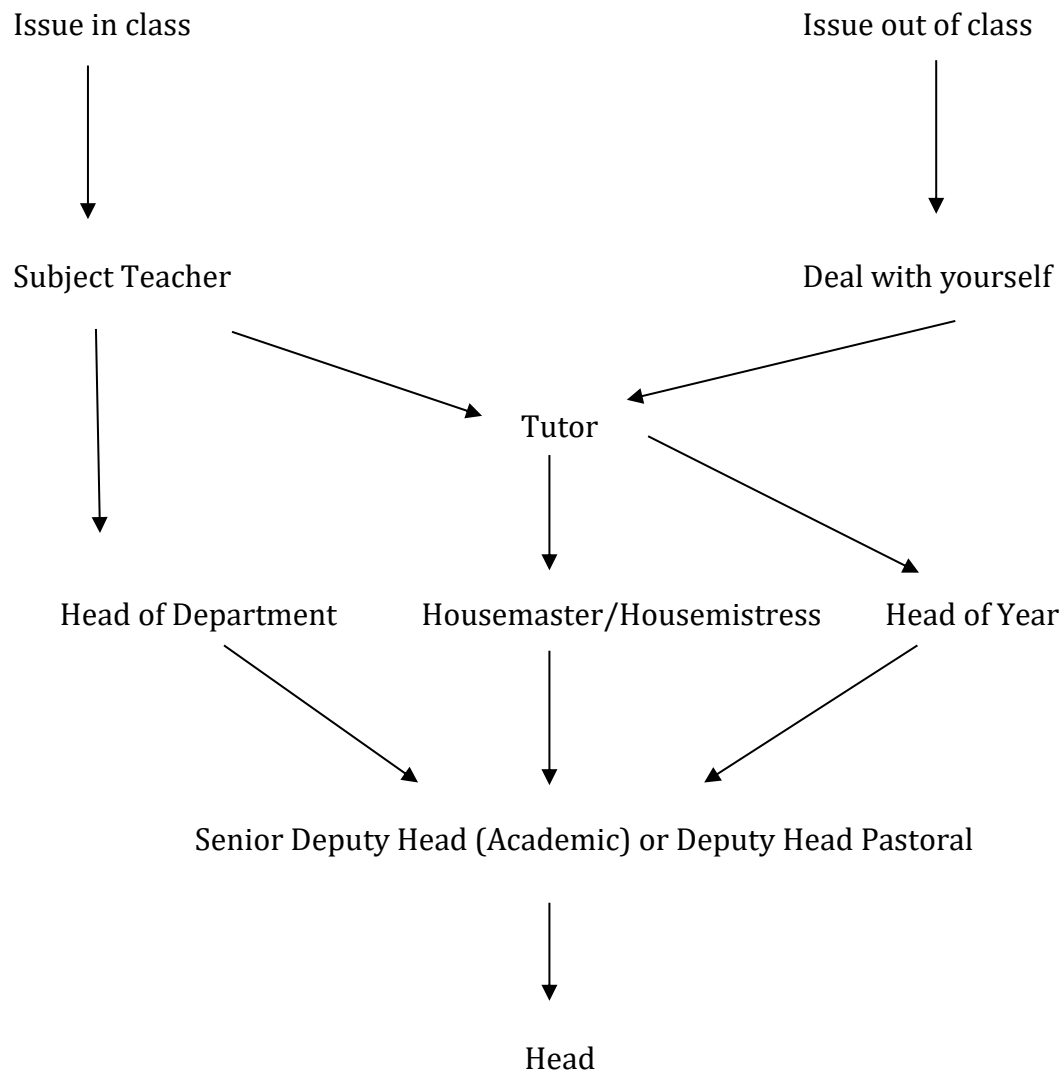 Issue in class
Issue out of class
Subject Teacher
Deal with yourself
Tutor
Head of Department
Housemaster/Housemistress
Head of Year
Senior Deputy Head (Academic) or Deputy Head Pastoral
Head